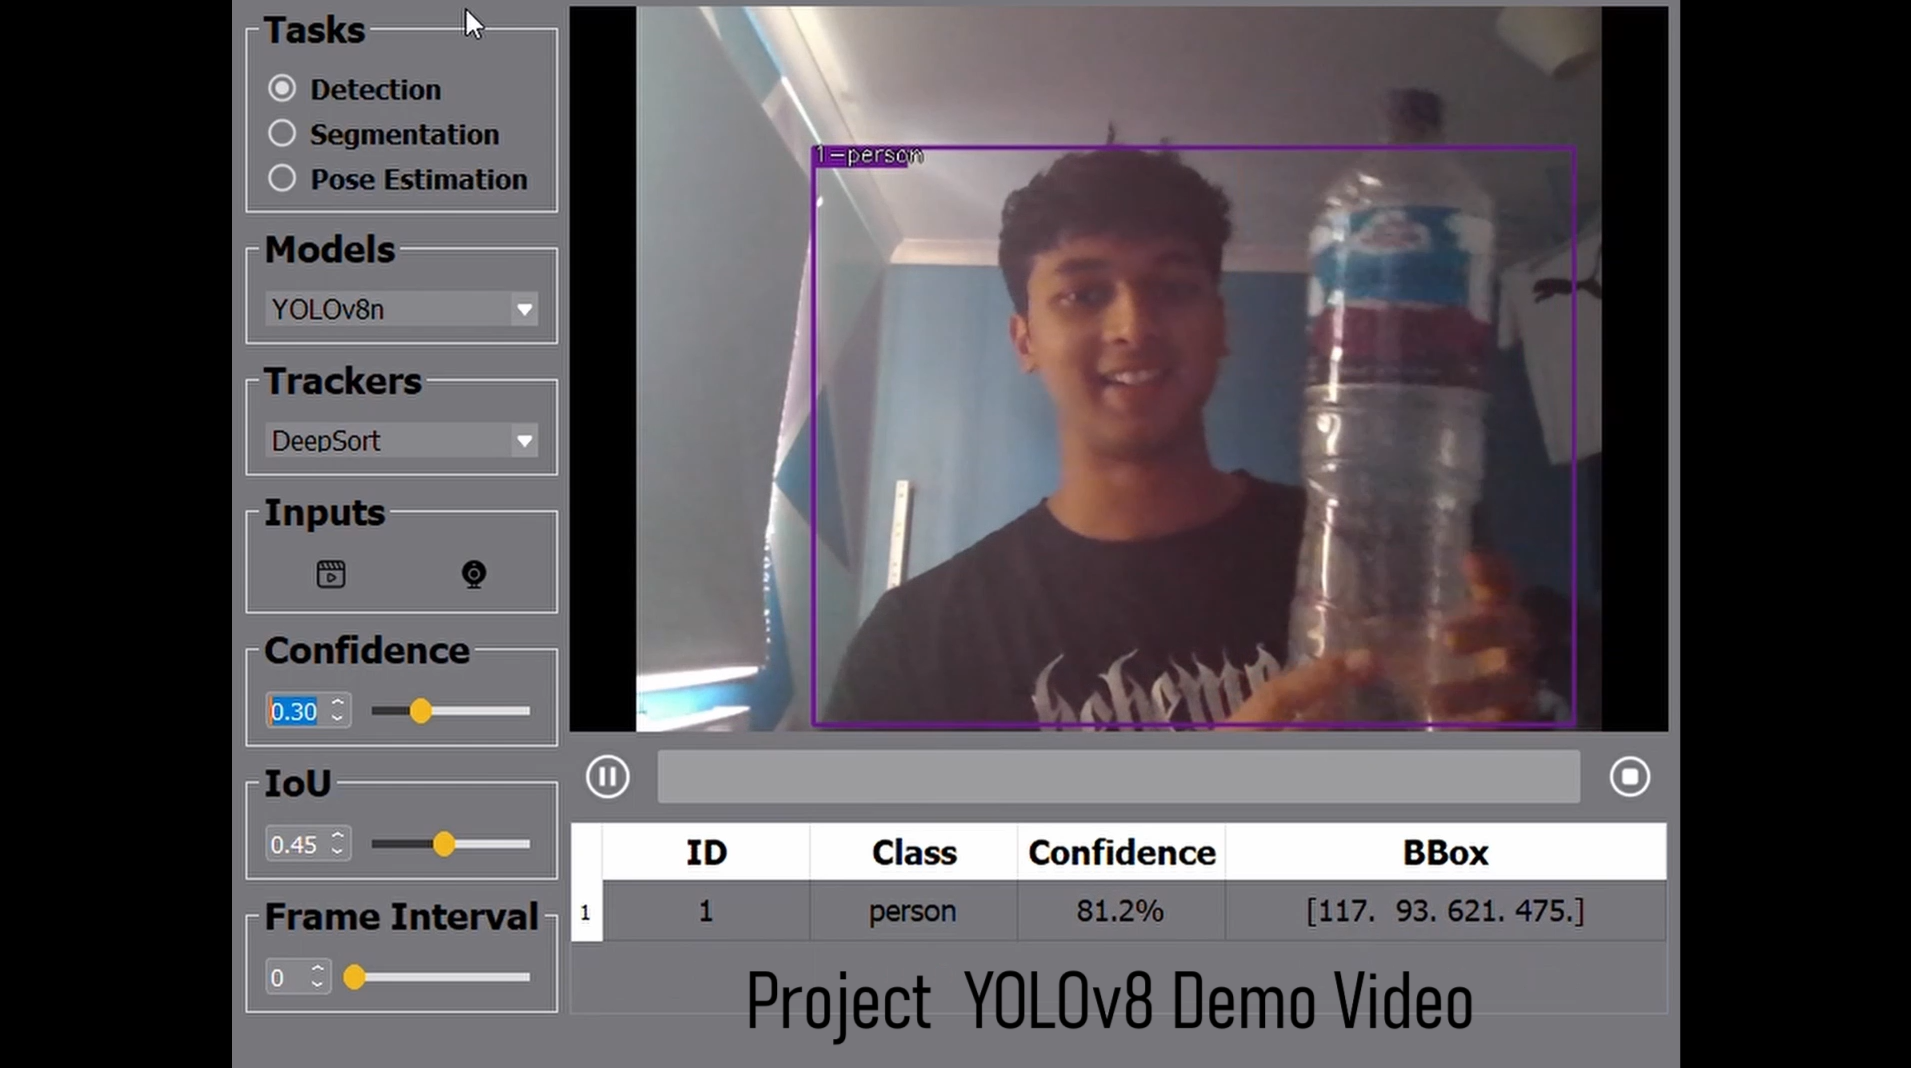 Tasks
Detection
Segmentation
Pose Estimation
Models
YOLOv8n
Trackers
DeepSort
Inputs
Confidence
0.30
IoU
0.45
Frame Interval
0
1-person
ID Class Confidence BBox
1 1 person 81.2% [117. 93. 621. 475.]
Project YOLOv8 Demo Video